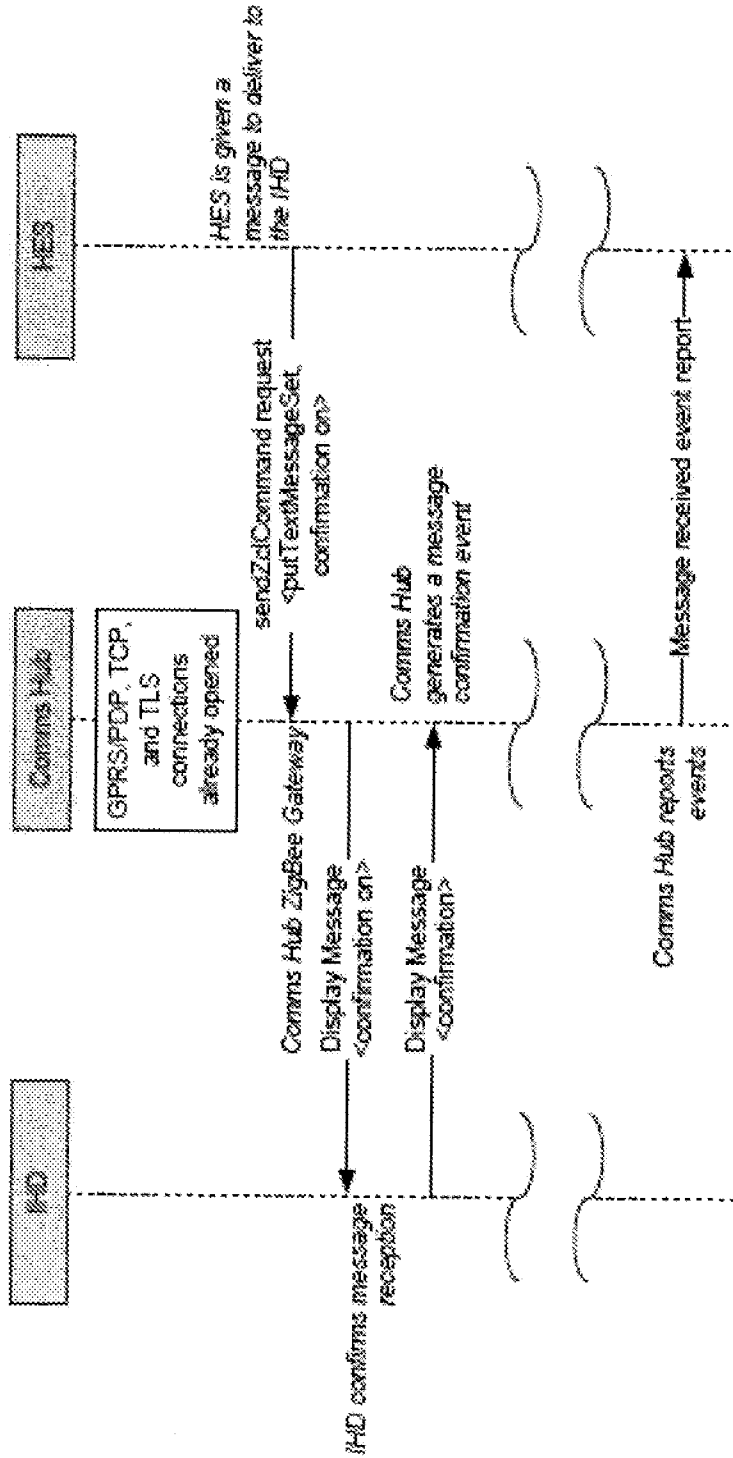 IHD
Comms Hub
HES
GPRS/PDP, TCP,
and TLS
connections
already opened
HES is given a
message to deliver to
the IHD
sendZclCommand request
<putTextMessageSet,
confirmation on>
Comms Hub ZigBee Gateway
Display Message
<confirmation on>
IHD confirms message
reception
Display Message
<confirmation>
Comms Hub
generates a message
confirmation event
Comms Hub reports
events
Message received event report